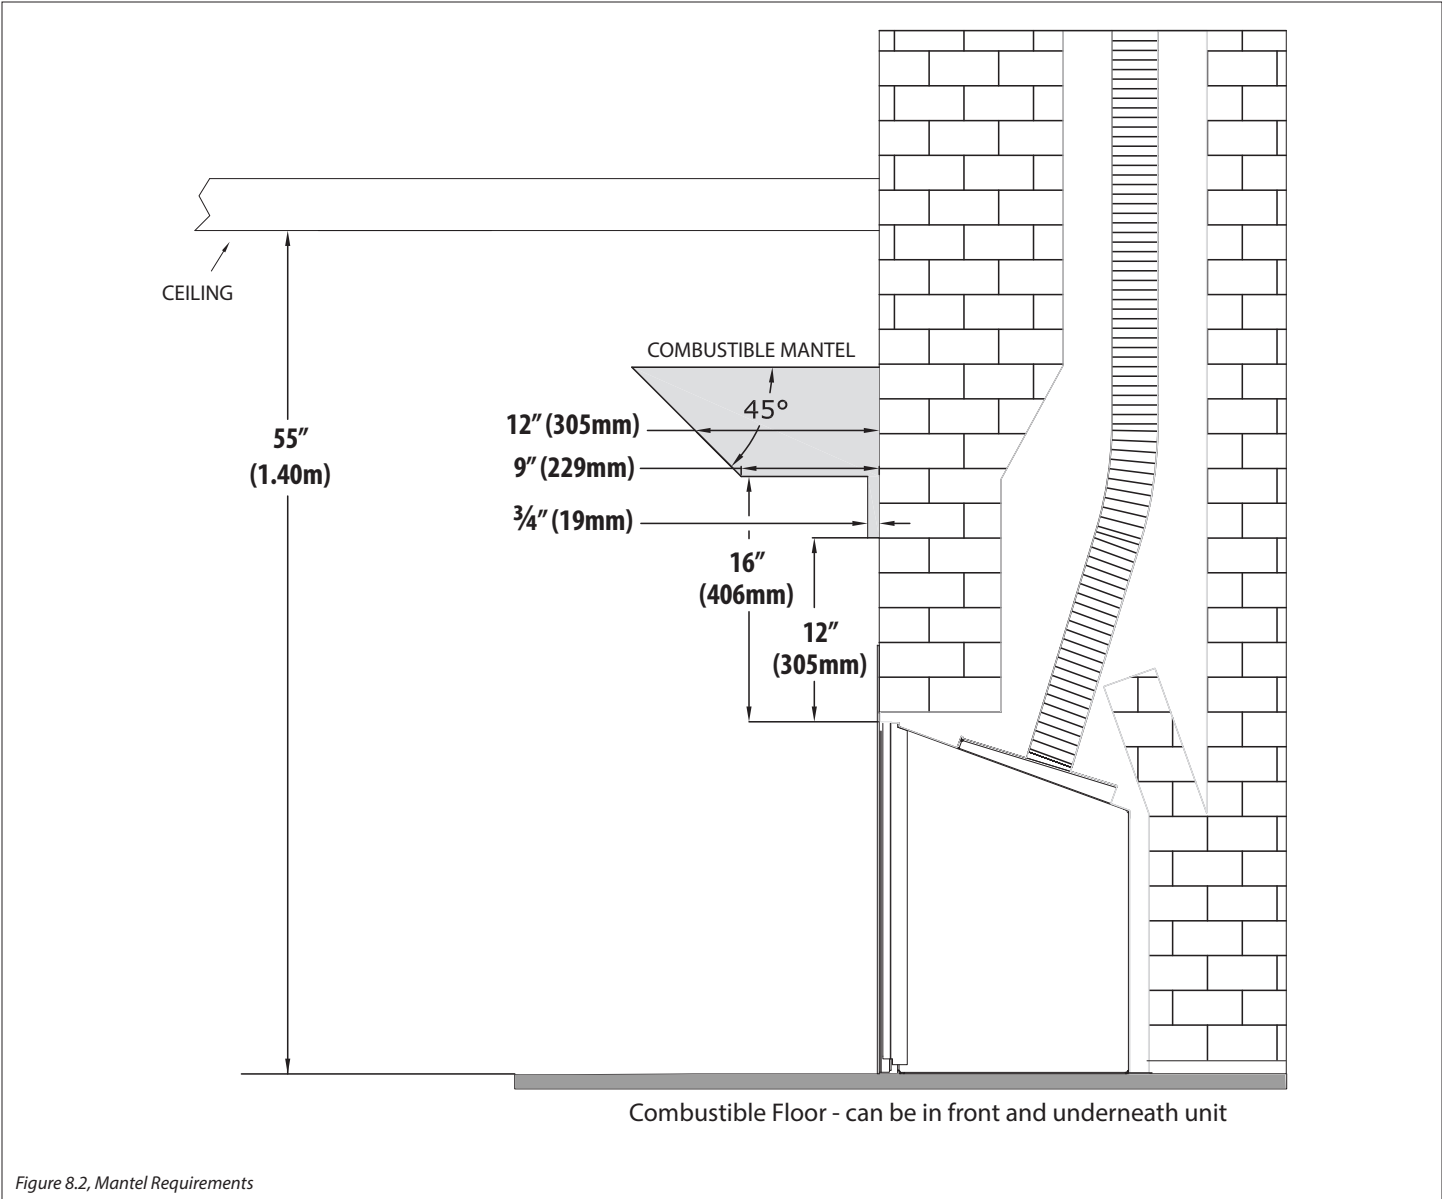 CEILING
COMBUSTIBLE MANTEL
45°
12” (305mm)
55”
(1.40m)
9” (229mm)
¾” (19mm)
16”
(406mm)
12”
(305mm)
Combustible Floor - can be in front and underneath unit
Figure 8.2, Mantel Requirements